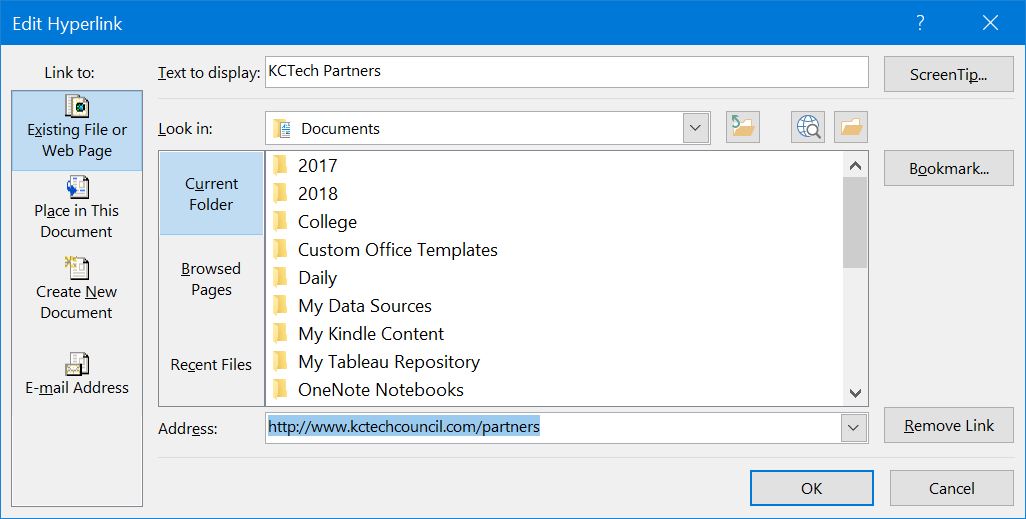 Edit Hyperlink
?
Link to:
Text to display:
KCTech Partners
ScreenTip...
Existing File or
Web Page
Look in:
Documents
Place in This
Document
Create New
Document
E-mail Address
Current
Folder
Browsed
Pages
Recent Files
2017
2018
College
Custom Office Templates
Daily
My Data Sources
My Kindle Content
My Tableau Repository
OneNote Notebooks
Bookmark...
Address:
http://www.kctechcouncil.com/partners
Remove Link
OK
Cancel